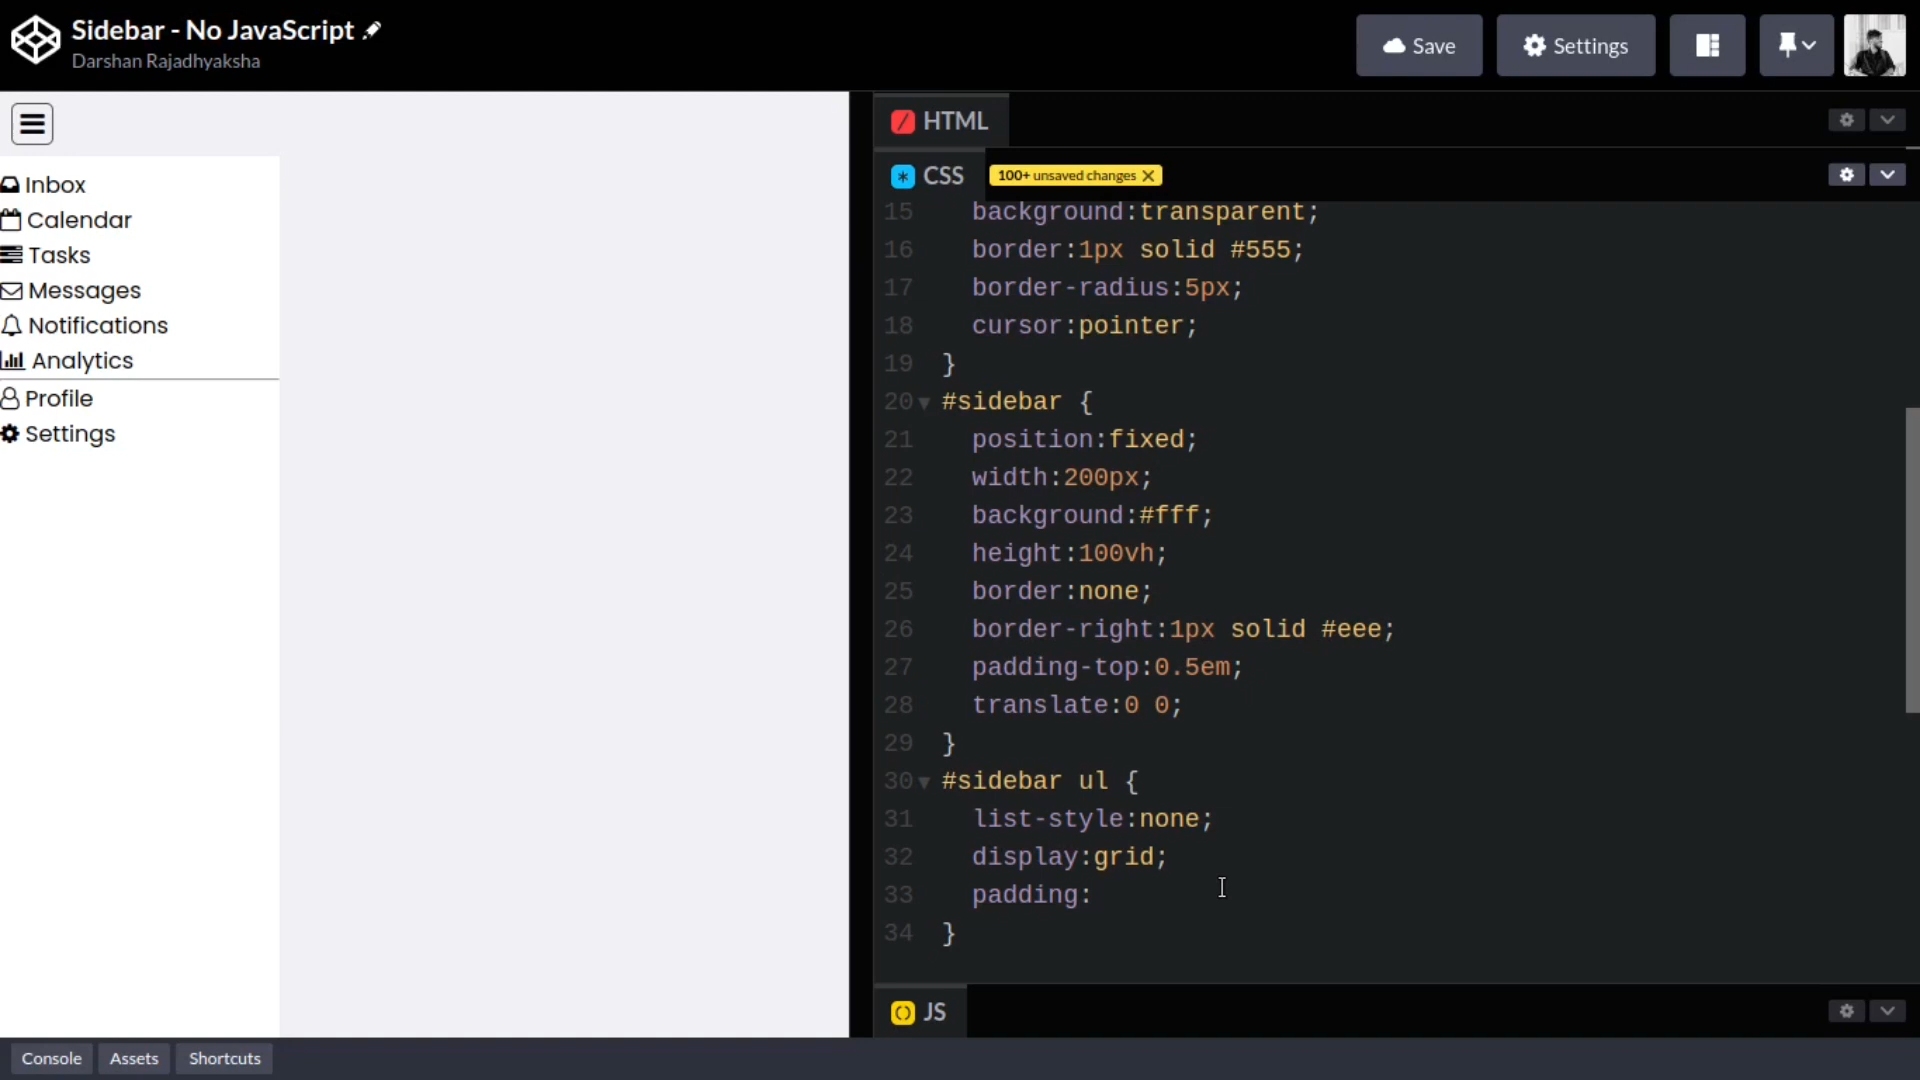 Sidebar - No JavaScript
Darshan Rajadhyaksha
Save
Settings
Inbox
Calendar
Tasks
Messages
Notifications
Analytics
Profile
Settings
HTML
CSS
100+ unsaved changes
15 background:transparent;
16 border:1px solid #555;
17 border-radius:5px;
18 cursor:pointer;
19 }
20 #sidebar {
21 position:fixed;
22 width:200px;
23 background:#fff;
24 height:100vh;
25 border:none;
26 border-right:1px solid #eee;
27 padding-top:0.5em;
28 translate:0 0;
29 }
30 #sidebar ul {
31 list-style:none;
32 display:grid;
33 padding:
34 }
JS
Console
Assets
Shortcuts